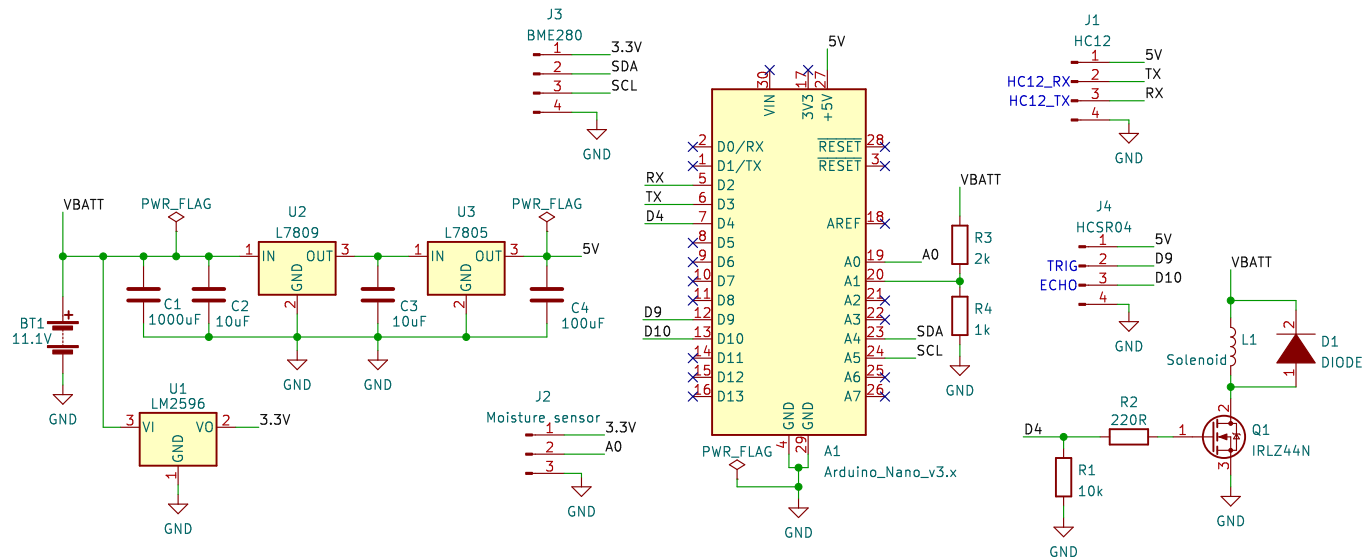 J3
BME280
1 3.3V
2 SDA
3 SCL
4
GND
5V
30 17 27
VIN 3V3 +5V
2 D0/RX
1 D1/TX
RX 5 D2
TX 6 D3
D4 7 D4
8 D5
9 D6
10 D7
11 D8
D9 12 D9
D10 13 D10
14 D11
15 D12
16 D13
RESET 28
RESET 3
AREF 18
A0 19 A0
A1 20
A2 21
A3 22
A4 23 SDA
A5 24 SCL
A6 25
A7 26
GND GND
4 29
A1
Arduino_Nano_v3.x
PWR_FLAG
GND
VBATT
R3
2k
R4
1k
GND
J1
HC12
1 5V
HC12_RX 2 TX
HC12_TX 3 RX
4
GND
J4
HCSR04
1 5V
TRIG 2 D9
ECHO 3 D10
4
GND
VBATT
PWR_FLAG
U2
L7809
1 IN OUT 3
GND
2
U3
L7805
1 IN OUT 3
GND
2
PWR_FLAG
5V
C1
1000uF
C2
10uF
C3
10uF
C4
100uF
GND
GND
BT1
11.1V
+
GND
U1
LM2596
3 VI VO 2 3.3V
GND
1
GND
J2
Moisture_sensor
1 3.3V
2 A0
3
GND
VBATT
L1
Solenoid
2
D1
DIODE
1
R2
220R
D4
1
2
Q1
IRLZ44N
3
R1
10k
GND
GND